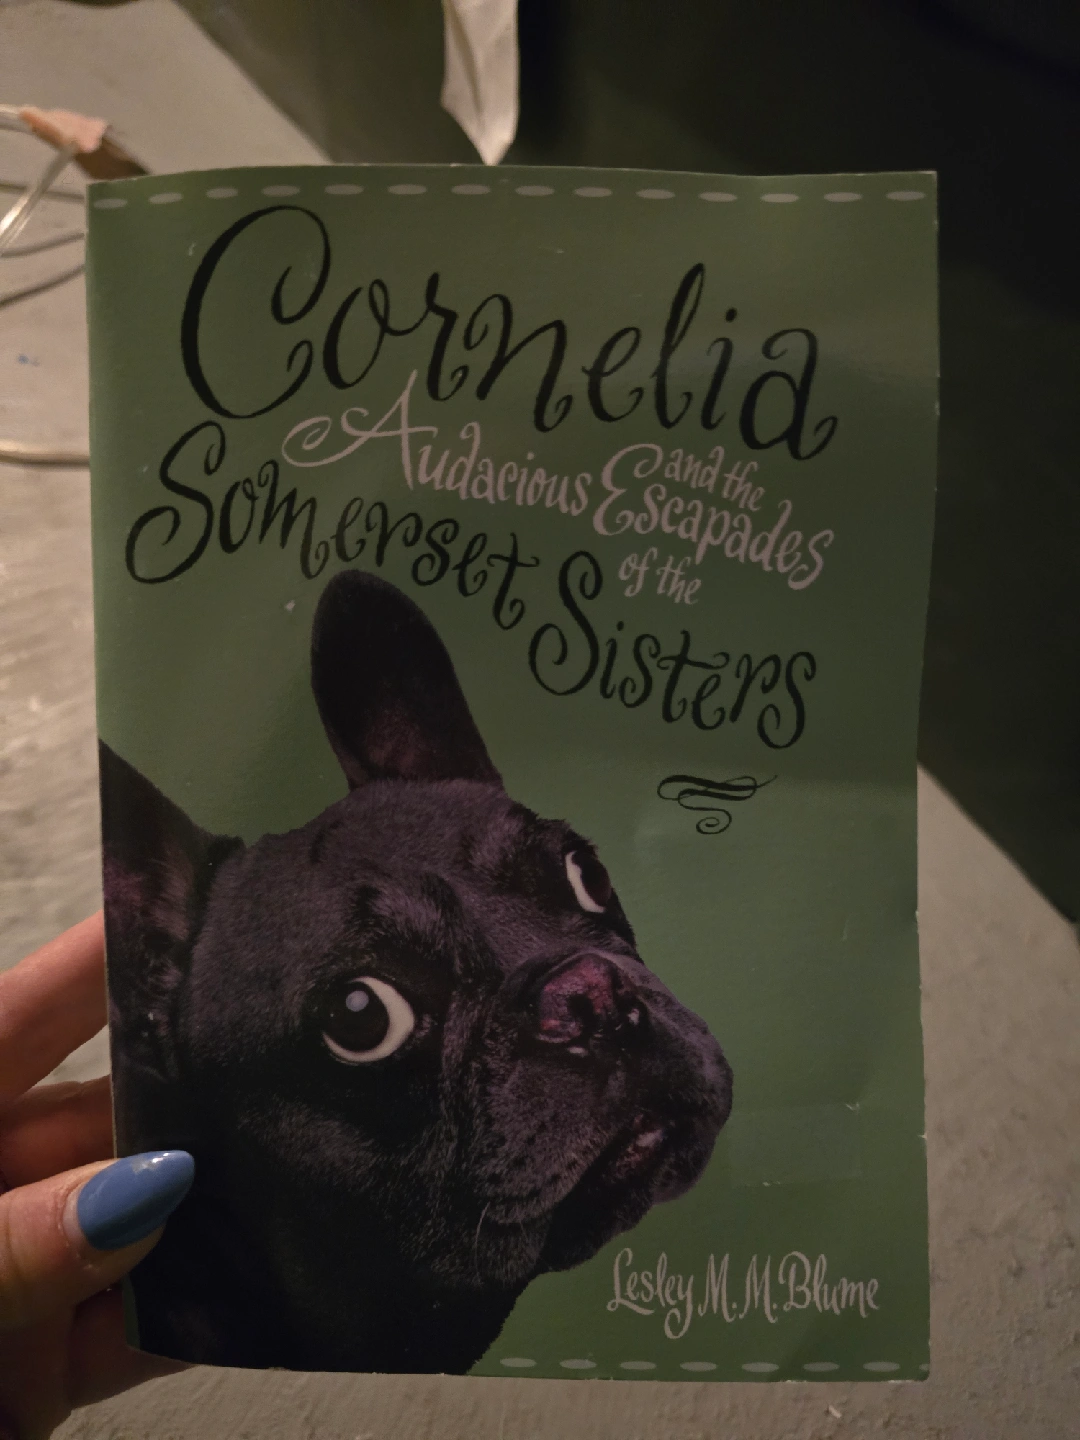 Cornelia
and the
Audacious Escapades
of the
Somerset Sisters
Lesley M. M. Blume